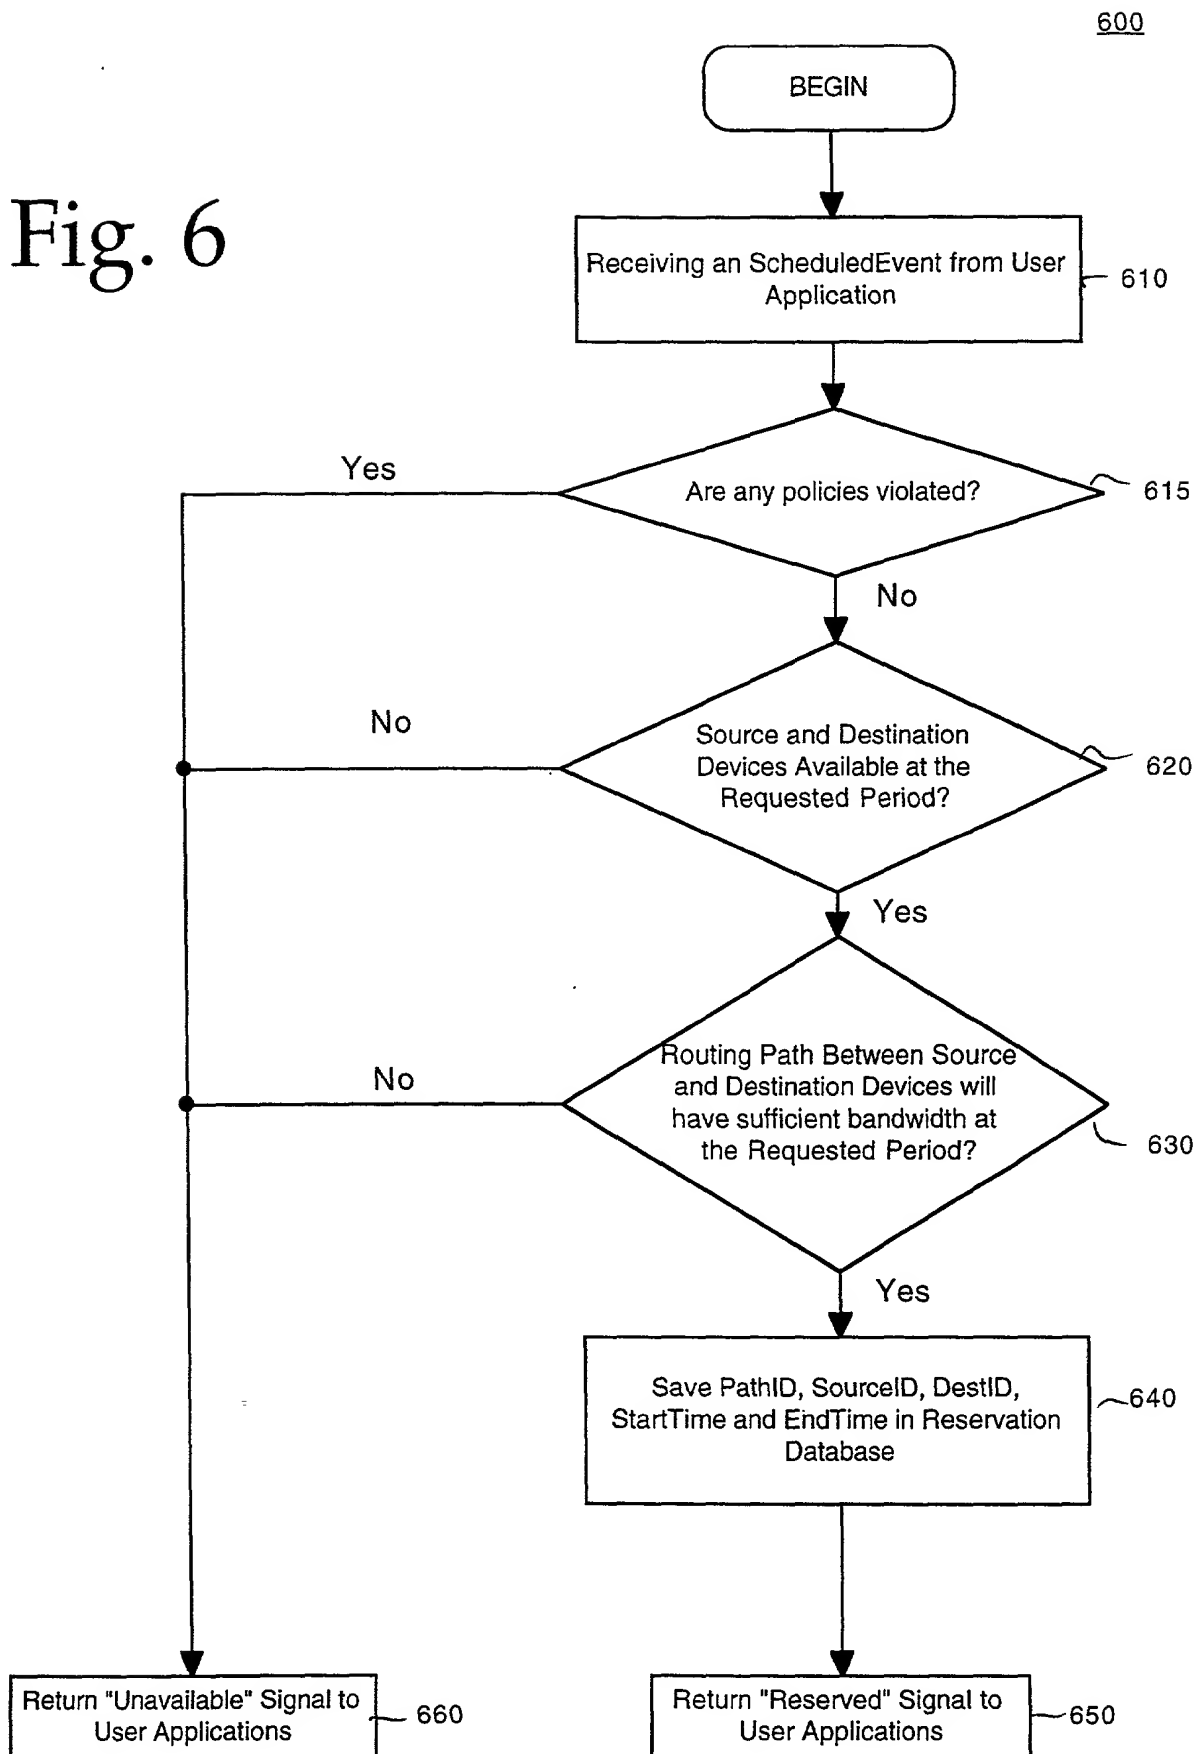 600
BEGIN
Fig. 6
Receiving an ScheduledEvent from User
Application
610
Yes
Are any policies violated?
615
No
No
Source and Destination
Devices Available at the
Requested Period?
620
Yes
No
Routing Path Between Source
and Destination Devices will
have sufficient bandwidth at
the Requested Period?
630
Yes
Save PathID, SourceID, DestID,
StartTime and EndTime in Reservation
Database
640
Return "Unavailable" Signal to
User Applications
660
Return "Reserved" Signal to
User Applications
650